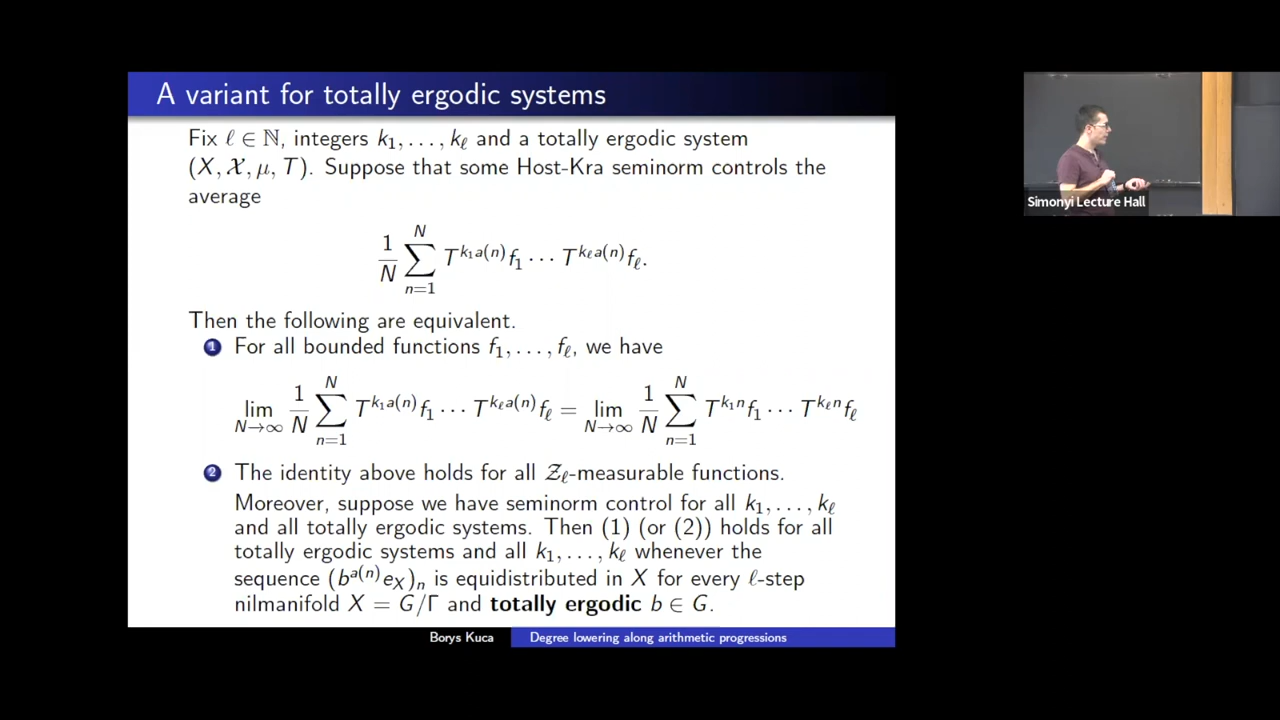 A variant for totally ergodic systems
Fix ℓ ∈ ℕ, integers k₁, . . . , k_ℓ and a totally ergodic system
(X, 𝒳, μ, T). Suppose that some Host-Kra seminorm controls the
average
1/N ∑_{n=1}^{N} T^{k₁a(n)}f₁ · · · T^{k_ℓa(n)}f_ℓ.
Then the following are equivalent.
1 For all bounded functions f₁, . . . , f_ℓ, we have
lim_{N→∞} 1/N ∑_{n=1}^{N} T^{k₁a(n)}f₁ · · · T^{k_ℓa(n)}f_ℓ = lim_{N→∞} 1/N ∑_{n=1}^{N} T^{k₁n}f₁ · · · T^{k_ℓn}f_ℓ
2 The identity above holds for all 𝒵_ℓ-measurable functions.
Moreover, suppose we have seminorm control for all k₁, . . . , k_ℓ
and all totally ergodic systems. Then (1) (or (2)) holds for all
totally ergodic systems and all k₁, . . . , k_ℓ whenever the
sequence (b^{a(n)}e_X)_n is equidistributed in X for every ℓ-step
nilmanifold X = G/Γ and totally ergodic b ∈ G.
Borys Kuca
Degree lowering along arithmetic progressions
Simonyi Lecture Hall